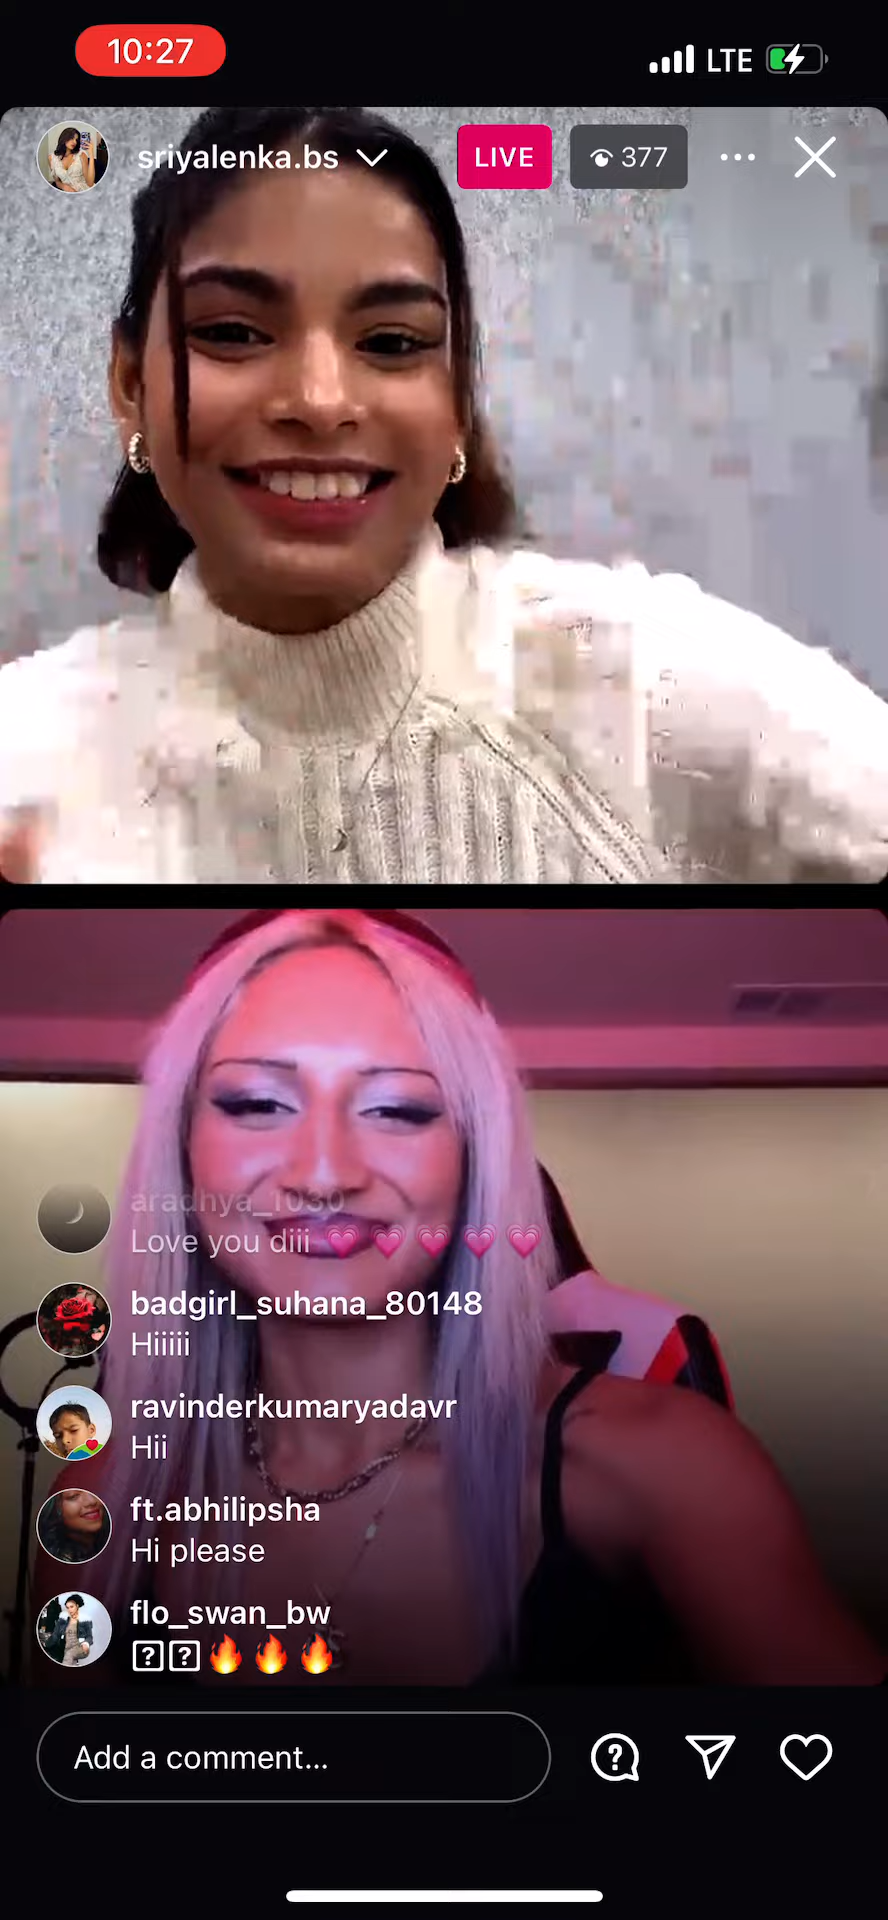 10:27
LTE
sriyalenka.bs
LIVE
377
aradhya_1030
Love you diii 💗💗💗💗💗
badgirl_suhana_80148
Hiiiii
ravinderkumaryadavr
Hii
ft.abhilipsha
Hi please
flo_swan_bw
⍰⍰🔥🔥🔥
Add a comment...